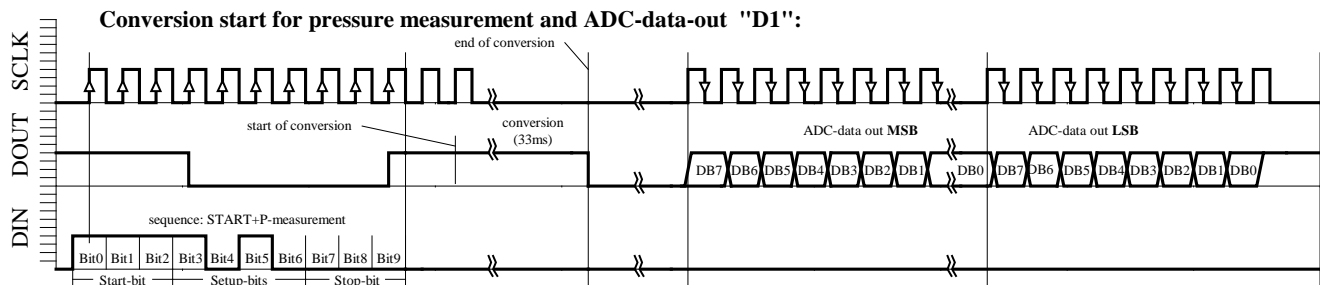 Conversion start for pressure measurement and ADC-data-out "D1":
end of conversion
SCLK
start of conversion
conversion
(33ms)
ADC-data out MSB
ADC-data out LSB
DOUT
DB7 DB6 DB5 DB4 DB3 DB2 DB1 DB0 DB7 DB6 DB5 DB4 DB3 DB2 DB1 DB0
sequence: START+P-measurement
DIN
Bit0 Bit1 Bit2 Bit3 Bit4 Bit5 Bit6 Bit7 Bit8 Bit9
Start-bit Setup-bits Stop-bit